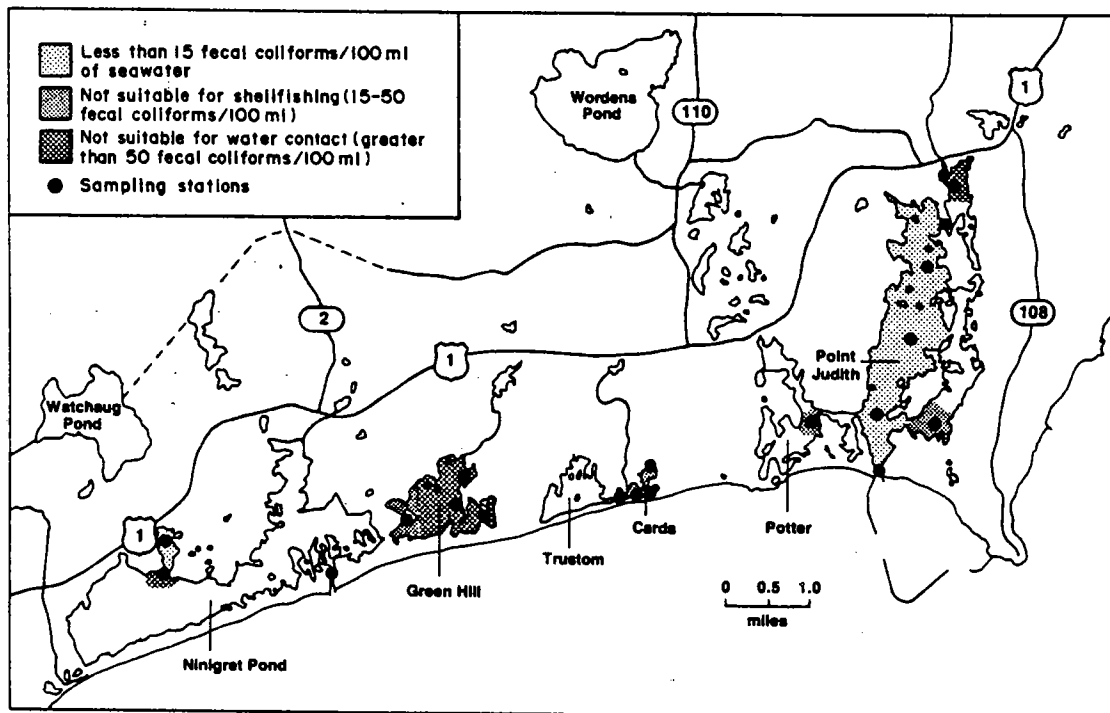 Less than 15 fecal coliforms/100 ml
of seawater
Not suitable for shellfishing (15-50
fecal coliforms/100 ml)
Not suitable for water contact (greater
than 50 fecal coliforms/100 ml)
Sampling stations
Wordens
Pond
110
1
2
1
108
Point
Judith
Watchaug
Pond
1
Cards
Potter
Trustom
Green Hill
Ninigret Pond
0 0.5 1.0
miles